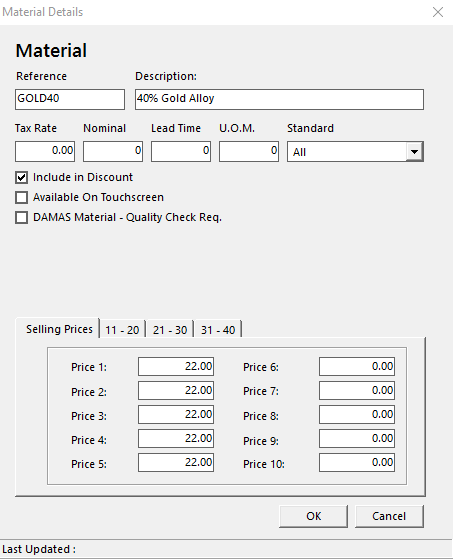 Material Details
Material
Reference Description:
GOLD40 40% Gold Alloy
Tax Rate Nominal Lead Time U.O.M. Standard
0.00 0 0 0 All
Include in Discount
Available On Touchscreen
DAMAS Material - Quality Check Req.
Selling Prices 11 - 20 21 - 30 31 - 40
Price 1: 22.00 Price 6: 0.00
Price 2: 22.00 Price 7: 0.00
Price 3: 22.00 Price 8: 0.00
Price 4: 22.00 Price 9: 0.00
Price 5: 22.00 Price 10: 0.00
OK Cancel
Last Updated :